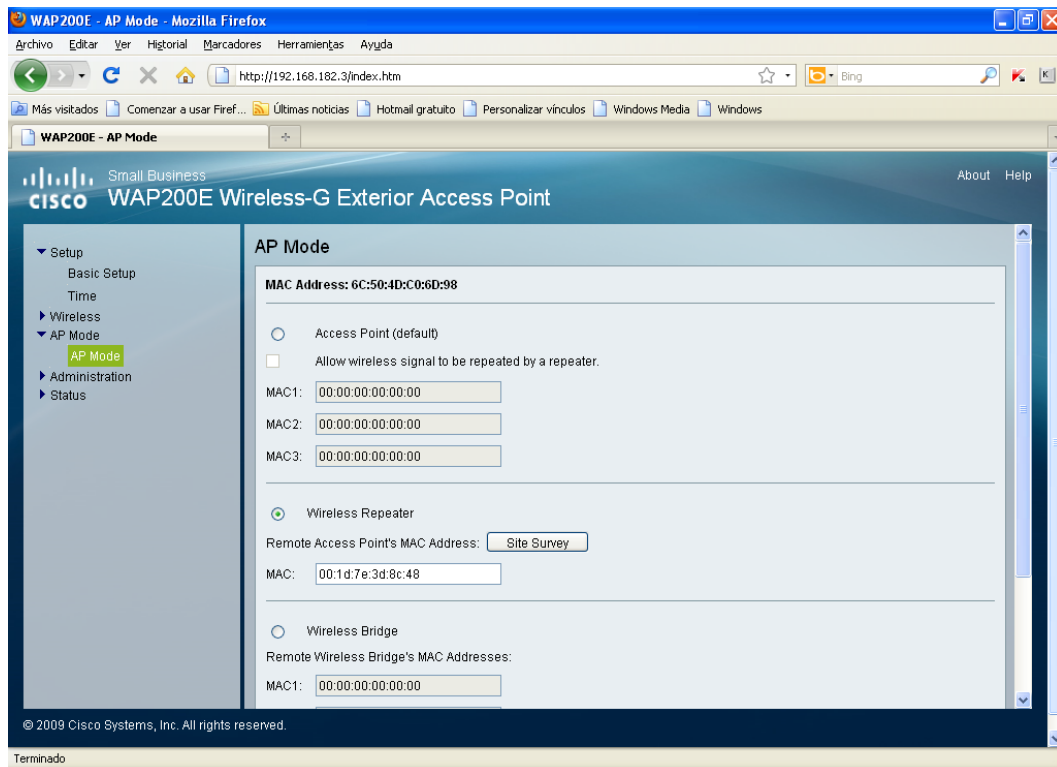 WAP200E - AP Mode - Mozilla Firefox
Archivo Editar Ver Historial Marcadores Herramientas Ayuda
http://192.168.182.3/index.htm
Bing
K
Más visitados Comenzar a usar Firef... Últimas noticias Hotmail gratuito Personalizar vínculos Windows Media Windows
WAP200E - AP Mode
Small Business
CISCO WAP200E Wireless-G Exterior Access Point
About Help
Setup
Basic Setup
Time
Wireless
AP Mode
AP Mode
Administration
Status
AP Mode
MAC Address: 6C:50:4D:C0:6D:98
Access Point (default)
Allow wireless signal to be repeated by a repeater.
MAC1: 00:00:00:00:00:00
MAC2: 00:00:00:00:00:00
MAC3: 00:00:00:00:00:00
Wireless Repeater
Remote Access Point's MAC Address: Site Survey
MAC: 00:1d:7e:3d:8c:48
Wireless Bridge
Remote Wireless Bridge's MAC Addresses:
MAC1: 00:00:00:00:00:00
© 2009 Cisco Systems, Inc. All rights reserved.
Terminado